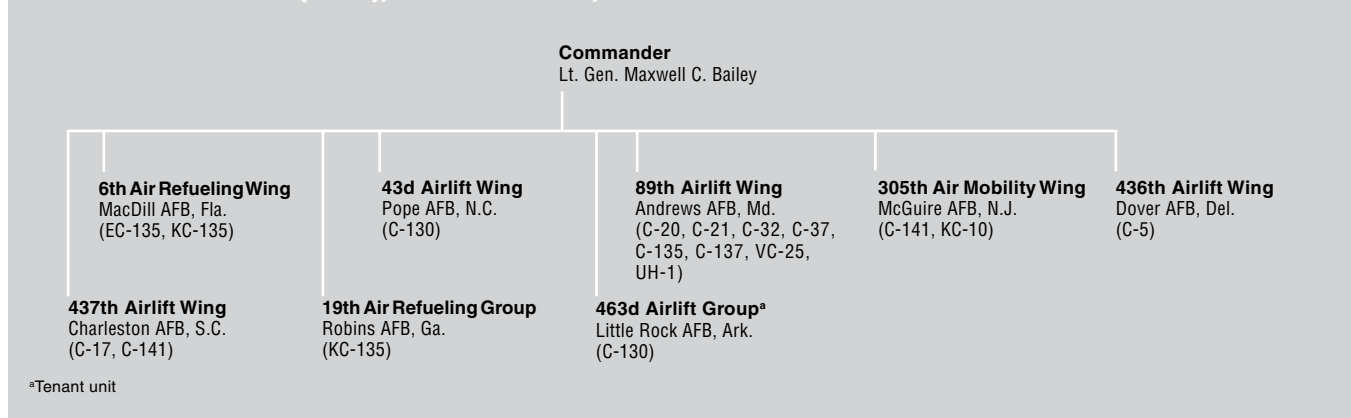 Commander
Lt. Gen. Maxwell C. Bailey
6th Air Refueling Wing
MacDill AFB, Fla.
(EC-135, KC-135)
43d Airlift Wing
Pope AFB, N.C.
(C-130)
89th Airlift Wing
Andrews AFB, Md.
(C-20, C-21, C-32, C-37,
C-135, C-137, VC-25,
UH-1)
305th Air Mobility Wing
McGuire AFB, N.J.
(C-141, KC-10)
436th Airlift Wing
Dover AFB, Del.
(C-5)
437th Airlift Wing
Charleston AFB, S.C.
(C-17, C-141)
19th Air Refueling Group
Robins AFB, Ga.
(KC-135)
463d Airlift Groupᵃ
Little Rock AFB, Ark.
(C-130)
ᵃTenant unit